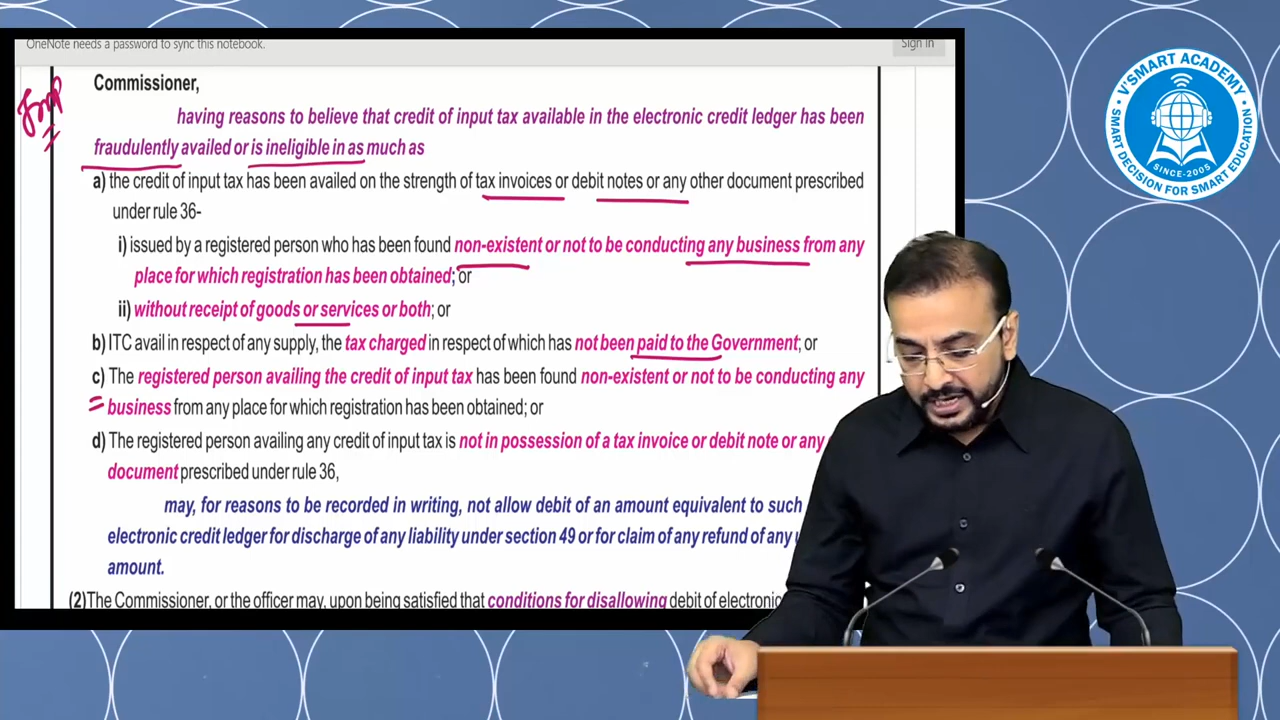 OneNote needs a password to sync this notebook.
Sign in
Commissioner,
Imp
having reasons to believe that credit of input tax available in the electronic credit ledger has been
fraudulently availed or is ineligible in as much as
a) the credit of input tax has been availed on the strength of tax invoices or debit notes or any other document prescribed
under rule 36-
i) issued by a registered person who has been found non-existent or not to be conducting any business from any
place for which registration has been obtained; or
ii) without receipt of goods or services or both; or
b) ITC avail in respect of any supply, the tax charged in respect of which has not been paid to the Government; or
c) The registered person availing the credit of input tax has been found non-existent or not to be conducting any
business from any place for which registration has been obtained; or
d) The registered person availing any credit of input tax is not in possession of a tax invoice or debit note or any
document prescribed under rule 36,
may, for reasons to be recorded in writing, not allow debit of an amount equivalent to such
electronic credit ledger for discharge of any liability under section 49 or for claim of any refund of any
amount.
(2)The Commissioner, or the officer may, upon being satisfied that conditions for disallowing debit of electronic
V'SMART ACADEMY
SINCE-2005
SMART DECISION FOR SMART EDUCATION